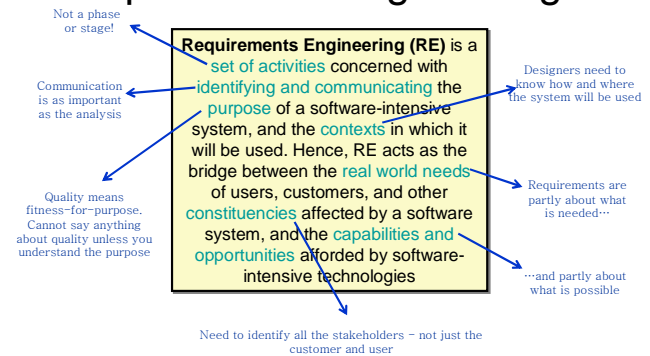 Not a phase
or stage!
Communication
is as important
as the analysis
Quality means
fitness-for-purpose.
Cannot say anything
about quality unless you
understand the purpose
Requirements Engineering (RE) is a
set of activities concerned with
identifying and communicating the
purpose of a software-intensive
system, and the contexts in which it
will be used. Hence, RE acts as the
bridge between the real world needs
of users, customers, and other
constituencies affected by a software
system, and the capabilities and
opportunities afforded by software-
intensive technologies
Designers need to
know how and where
the system will be used
Requirements are
partly about what
is needed…
…and partly about
what is possible
Need to identify all the stakeholders - not just the
customer and user